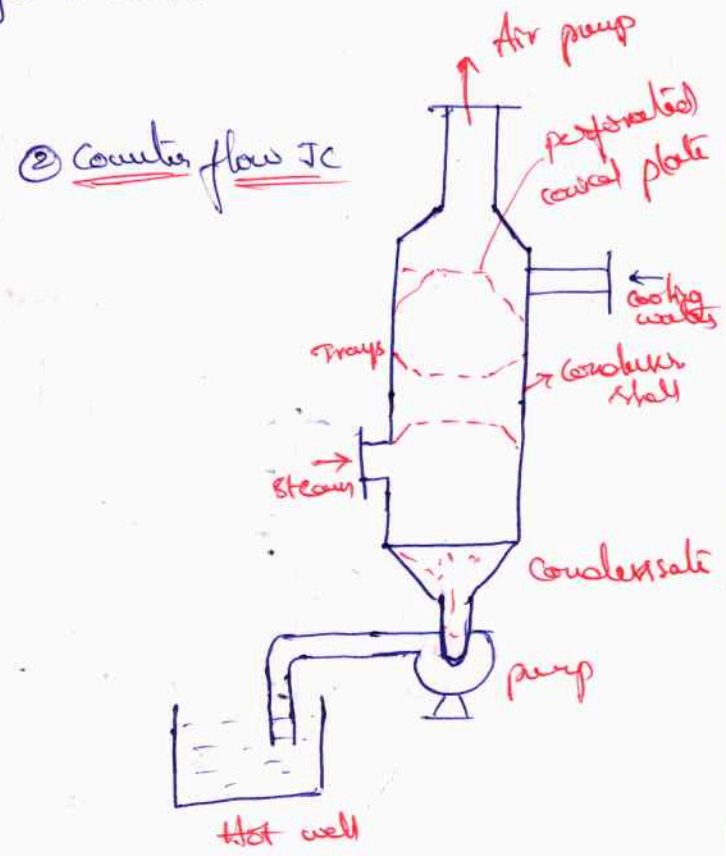 Air pump
② Counter flow JC
perforated
conical plate
cooling
water
Trays
Condenser
shell
Steam
Condensate
pump
Hot well